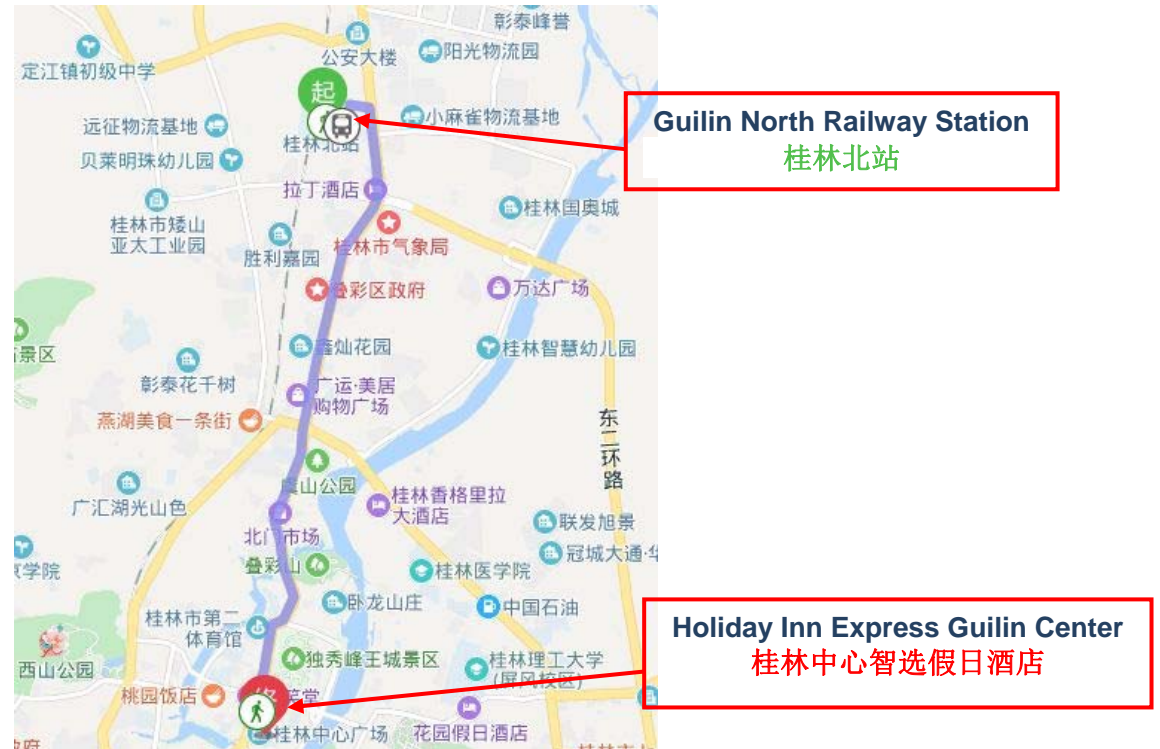 彰泰峰誉
公安大楼
阳光物流园
定江镇初级中学
起
Guilin North Railway Station
桂林北站
小麻雀物流基地
远征物流基地
桂林北站
贝莱明珠幼儿园
拉丁酒店
桂林国奥城
桂林市矮山
亚太工业园
桂林市气象局
胜利嘉园
叠彩区政府
万达广场
景区
鑫灿花园
桂林智慧幼儿园
彰泰花千树
广运·美居
购物广场
燕湖美食一条街
东二环路
虞山公园
广汇湖光山色
桂林香格里拉
大酒店
北门市场
联发旭景
冠城大通·华
学院
叠彩山
桂林医学院
卧龙山庄
中国石油
桂林市第二
体育馆
Holiday Inn Express Guilin Center
桂林中心智选假日酒店
独秀峰王城景区
桂林理工大学
(屏风校区)
西山公园
桃园饭店
终
堂
桂林中心广场
花园假日酒店